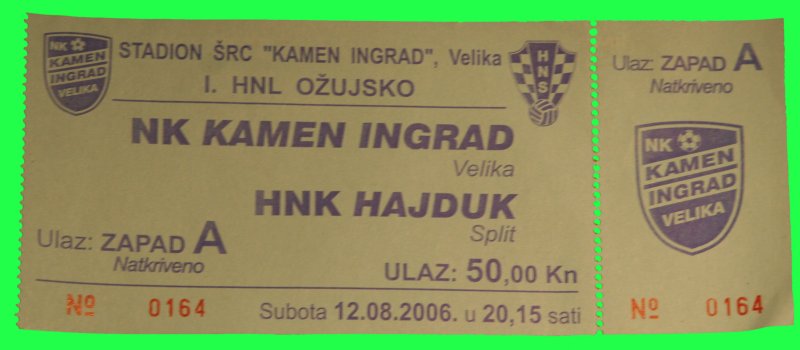 NK
KAMEN
INGRAD
VELIKA
STADION ŠRC "KAMEN INGRAD", Velika
I. HNL OŽUJSKO
HNS
NK KAMEN INGRAD
Velika
HNK HAJDUK
Split
Ulaz: ZAPAD A
Natkriveno
ULAZ: 50,00 Kn
Nº 0164
Subota 12.08.2006. u 20,15 sati
Ulaz: ZAPAD A
Natkriveno
NK
KAMEN
INGRAD
VELIKA
Nº 0164